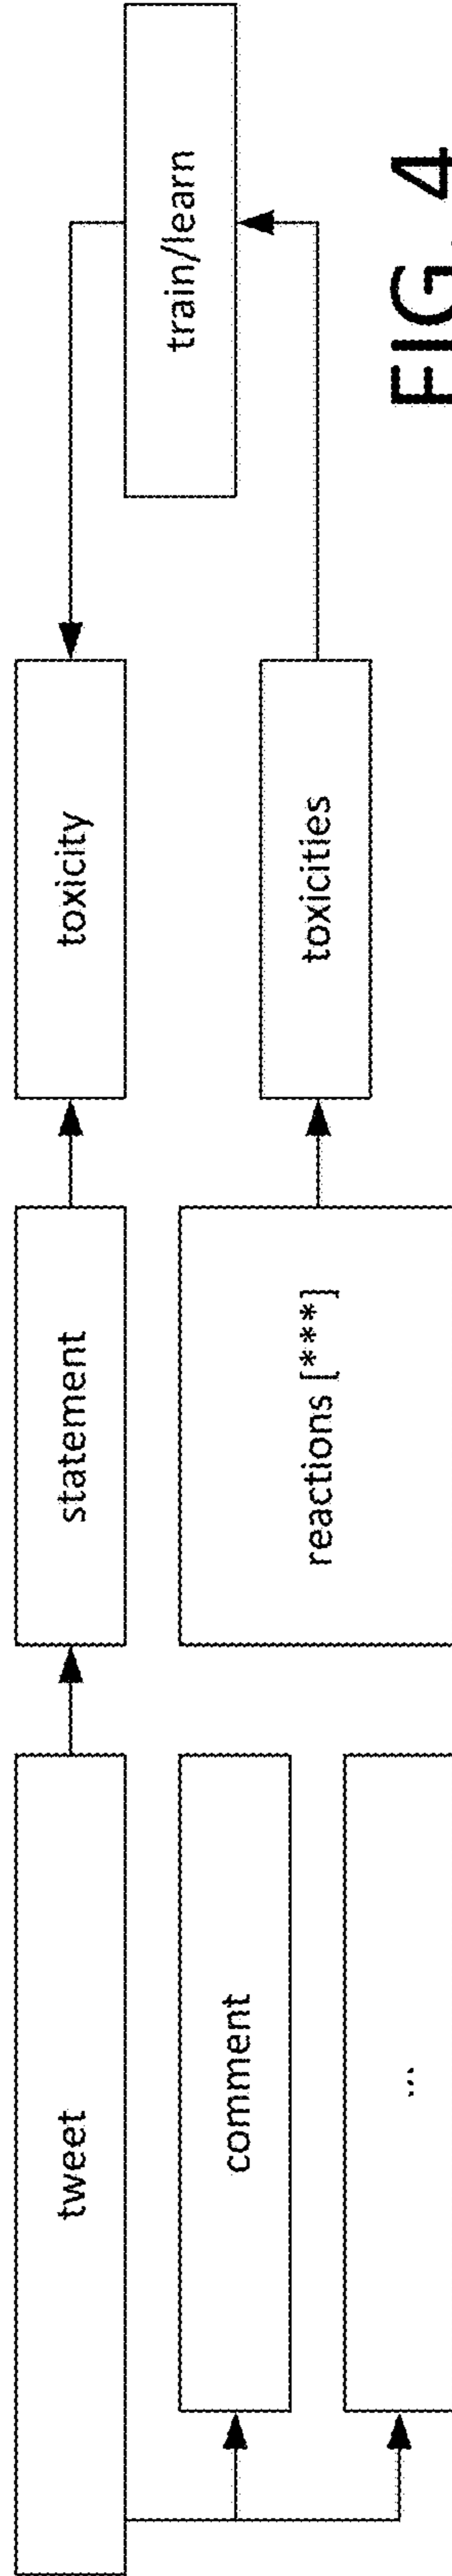 tweet
statement
toxicity
train/learn
comment
reactions [***]
toxicities
...
FIG. 4